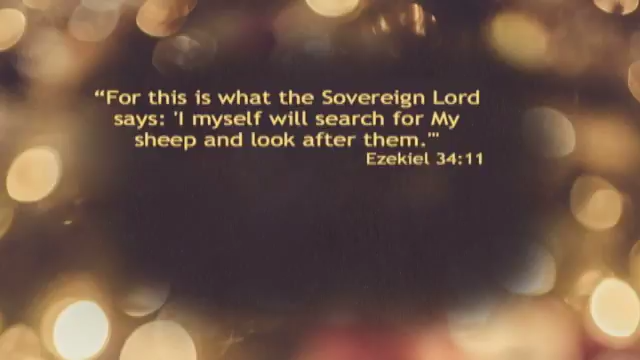 “For this is what the Sovereign Lord
says: 'I myself will search for My
sheep and look after them.'"
Ezekiel 34:11